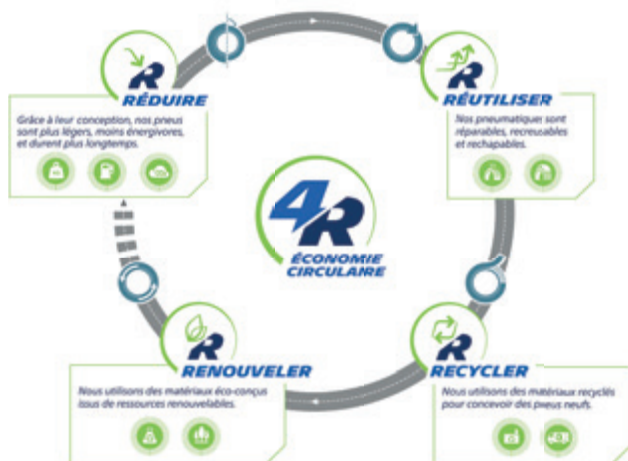 RÉDUIRE
Grâce à leur conception, nos pneus
sont plus légers, moins énergivores,
et durent plus longtemps.
RÉUTILISER
Nos pneumatiques sont
réparables, recreusables
et rechapables.
4R
ÉCONOMIE
CIRCULAIRE
RENOUVELER
Nous utilisons des matériaux éco-conçus
issus de ressources renouvelables.
RECYCLER
Nous utilisons des matériaux recyclés
pour concevoir des pneus neufs.